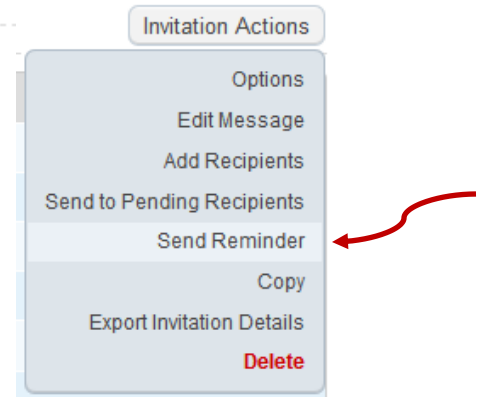 Invitation Actions
Options
Edit Message
Add Recipients
Send to Pending Recipients
Send Reminder
Copy
Export Invitation Details
Delete